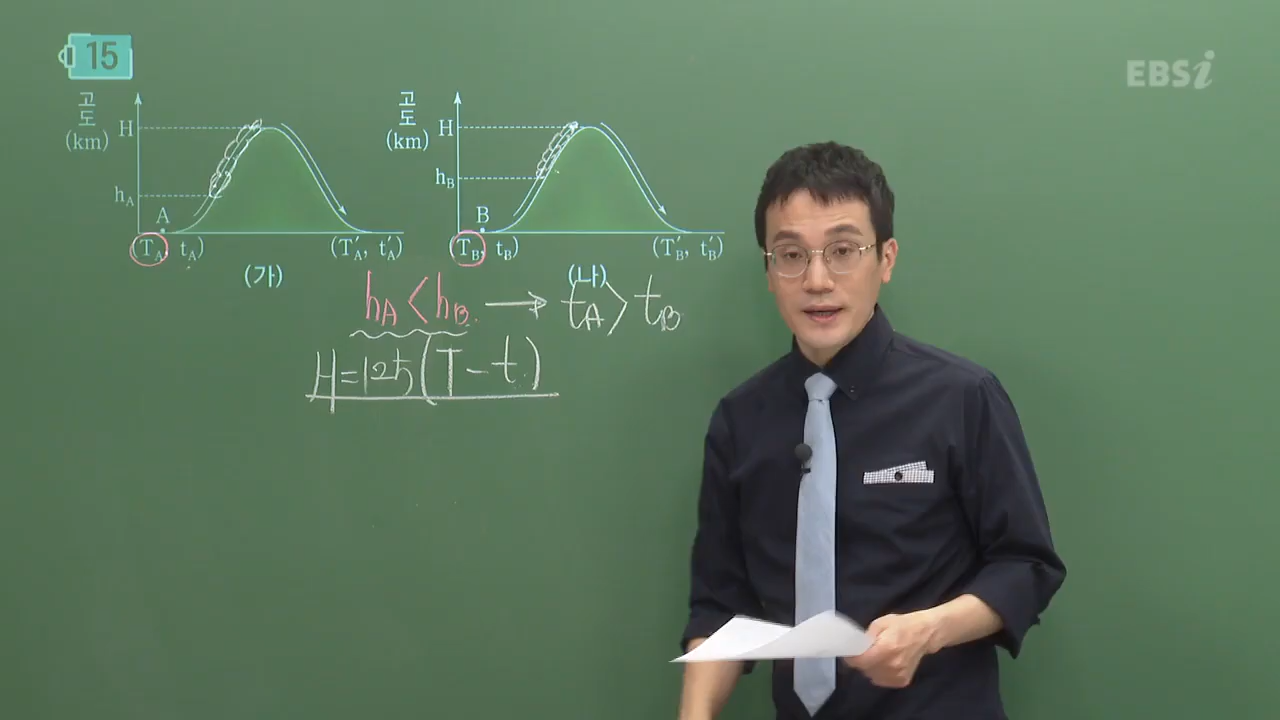 15
EBSi
고도(km)
H
h_A
A
(T_A, t_A)
(T′_A, t′_A)
(가)
고도(km)
H
h_B
B
(T_B, t_B)
(T′_B, t′_B)
(나)
h_A < h_B. → t_A > t_B
H=125(T-t)